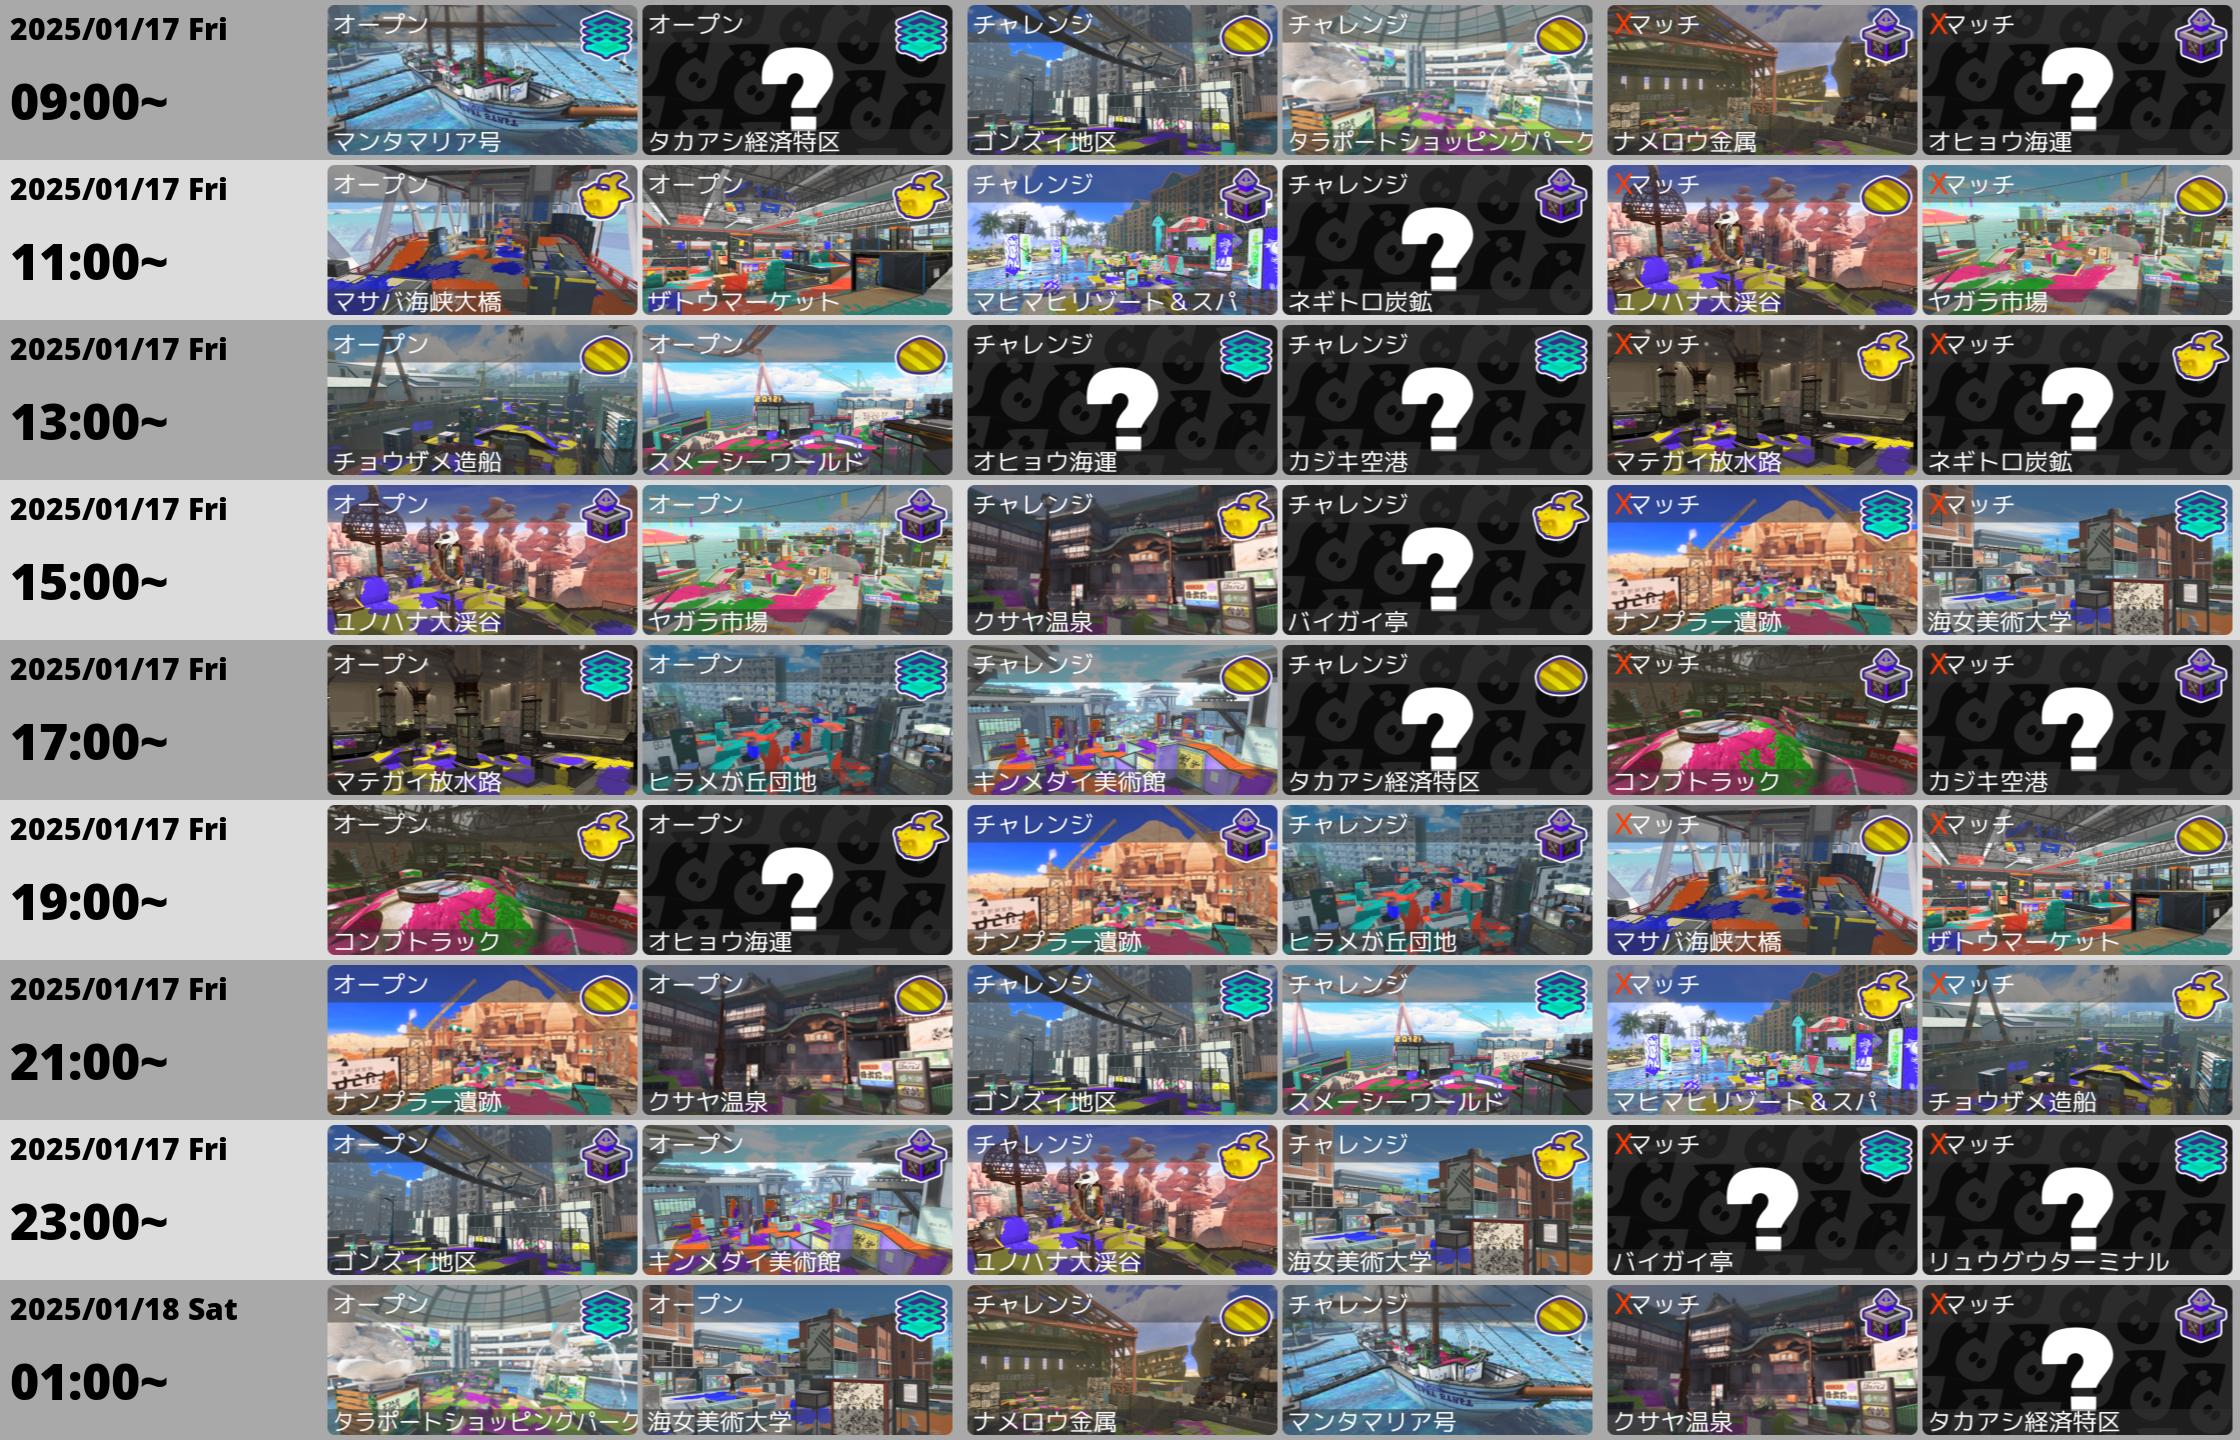 2025/01/17 Fri
09:00~
オープン
マンタマリア号
オープン
タカアシ経済特区
チャレンジ
ゴンズイ地区
チャレンジ
タラポートショッピングパーク
Xマッチ
ナメロウ金属
Xマッチ
オヒョウ海運
2025/01/17 Fri
11:00~
オープン
マサバ海峡大橋
オープン
ザトウマーケット
チャレンジ
マヒマヒリゾート＆スパ
チャレンジ
ネギトロ炭鉱
Xマッチ
ユノハナ大渓谷
Xマッチ
ヤガラ市場
2025/01/17 Fri
13:00~
オープン
チョウザメ造船
オープン
スメーシーワールド
チャレンジ
オヒョウ海運
チャレンジ
カジキ空港
Xマッチ
マテガイ放水路
Xマッチ
ネギトロ炭鉱
2025/01/17 Fri
15:00~
オープン
ユノハナ大渓谷
オープン
ヤガラ市場
チャレンジ
クサヤ温泉
チャレンジ
バイガイ亭
Xマッチ
ナンプラー遺跡
Xマッチ
海女美術大学
2025/01/17 Fri
17:00~
オープン
マテガイ放水路
オープン
ヒラメが丘団地
チャレンジ
キンメダイ美術館
チャレンジ
タカアシ経済特区
Xマッチ
コンブトラック
Xマッチ
カジキ空港
2025/01/17 Fri
19:00~
オープン
コンブトラック
オープン
オヒョウ海運
チャレンジ
ナンプラー遺跡
チャレンジ
ヒラメが丘団地
Xマッチ
マサバ海峡大橋
Xマッチ
ザトウマーケット
2025/01/17 Fri
21:00~
オープン
ナンプラー遺跡
オープン
クサヤ温泉
チャレンジ
ゴンズイ地区
チャレンジ
スメーシーワールド
Xマッチ
マヒマヒリゾート＆スパ
Xマッチ
チョウザメ造船
2025/01/17 Fri
23:00~
オープン
ゴンズイ地区
オープン
キンメダイ美術館
チャレンジ
ユノハナ大渓谷
チャレンジ
海女美術大学
Xマッチ
バイガイ亭
Xマッチ
リュウグウターミナル
2025/01/18 Sat
01:00~
オープン
タラポートショッピングパーク
オープン
海女美術大学
チャレンジ
ナメロウ金属
チャレンジ
マンタマリア号
Xマッチ
クサヤ温泉
Xマッチ
タカアシ経済特区